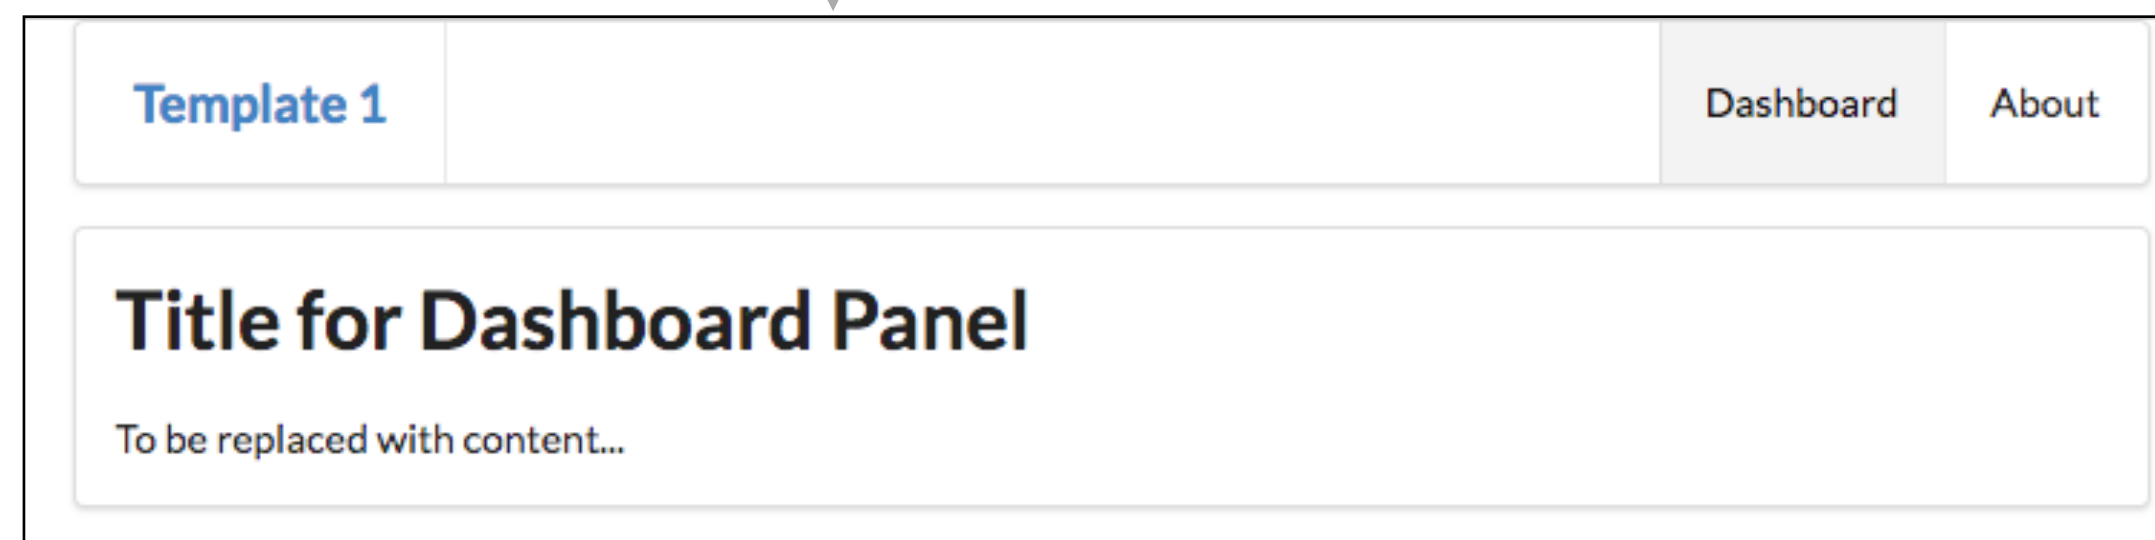 Template 1
Dashboard
About
Title for Dashboard Panel
To be replaced with content...